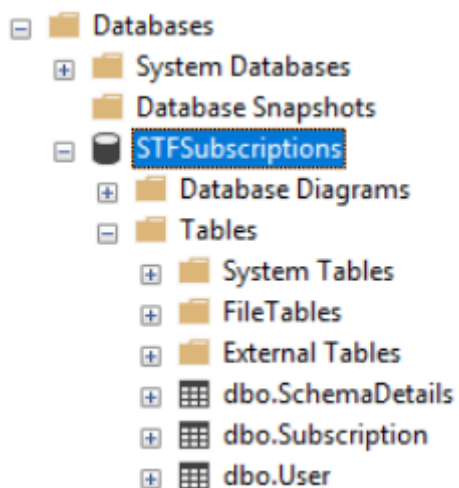 Databases
System Databases
Database Snapshots
STFSubscriptions
Database Diagrams
Tables
System Tables
FileTables
External Tables
dbo.SchemaDetails
dbo.Subscription
dbo.User